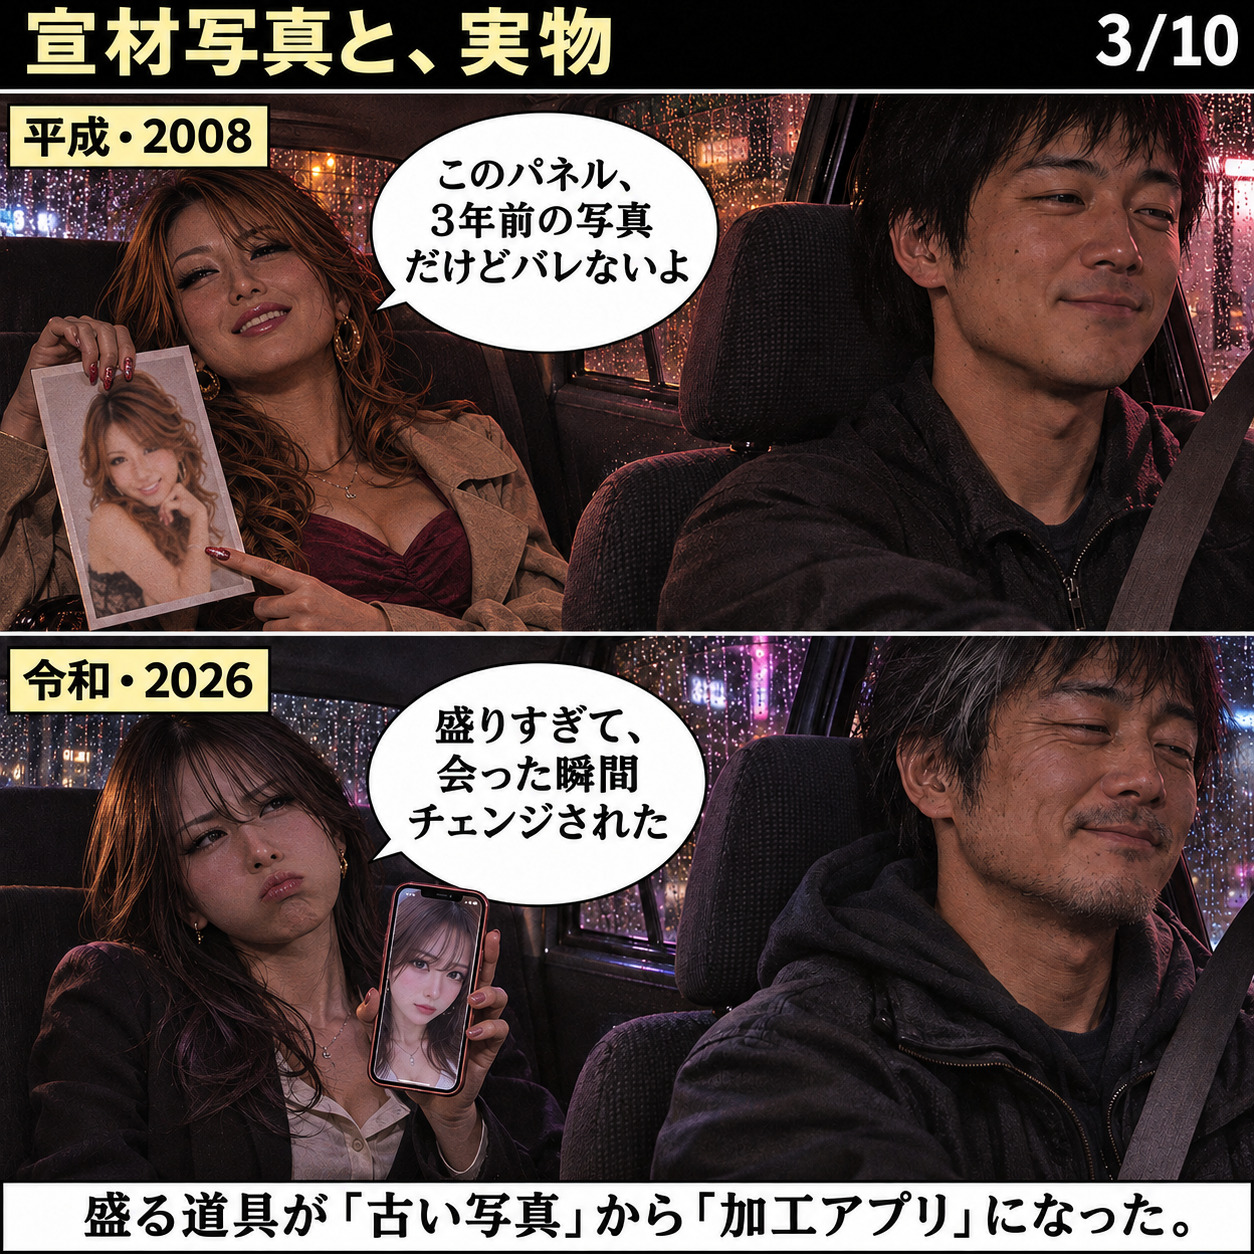 宣材写真と、実物
3/10
平成・2008
このパネル、
3年前の写真
だけどバレないよ
令和・2026
盛りすぎて、
会った瞬間
チェンジされた
盛る道具が「古い写真」から「加工アプリ」になった。